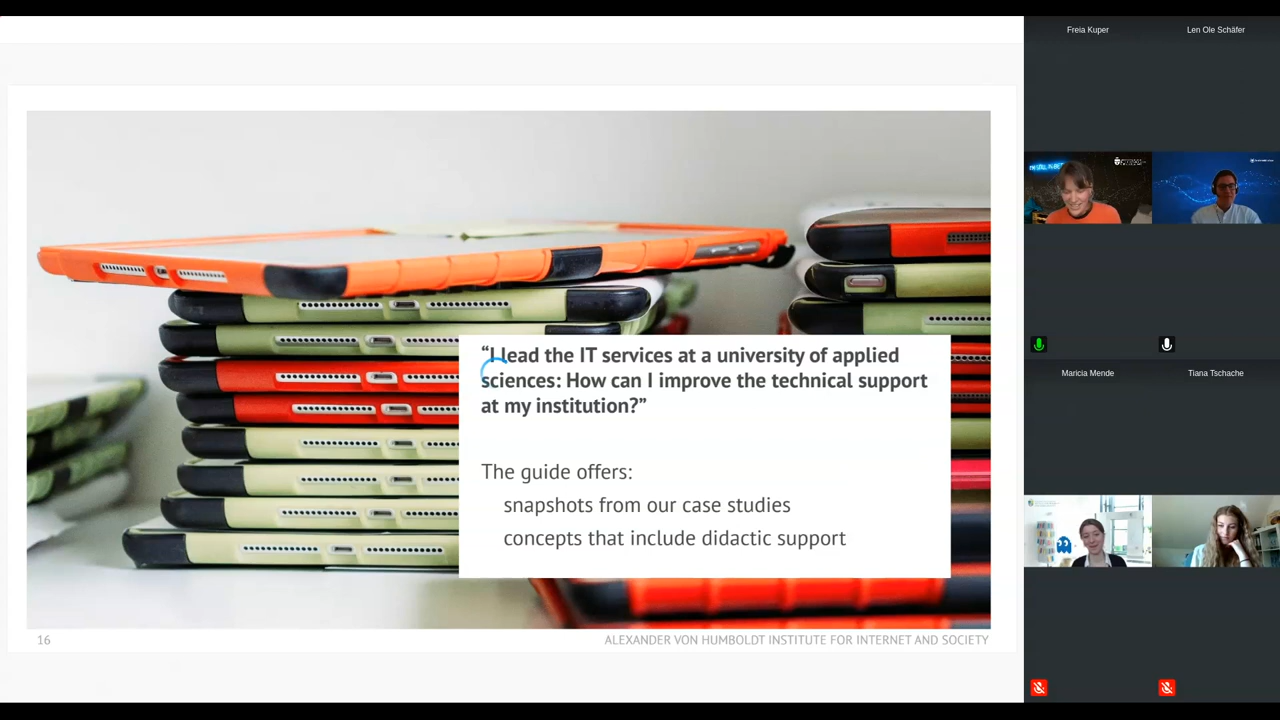 Freia Kuper
Len Ole Schäfer
“I lead the IT services at a university of applied
sciences: How can I improve the technical support
at my institution?”
The guide offers:
snapshots from our case studies
concepts that include didactic support
16
ALEXANDER VON HUMBOLDT INSTITUTE FOR INTERNET AND SOCIETY
Maricia Mende
Tiana Tschache